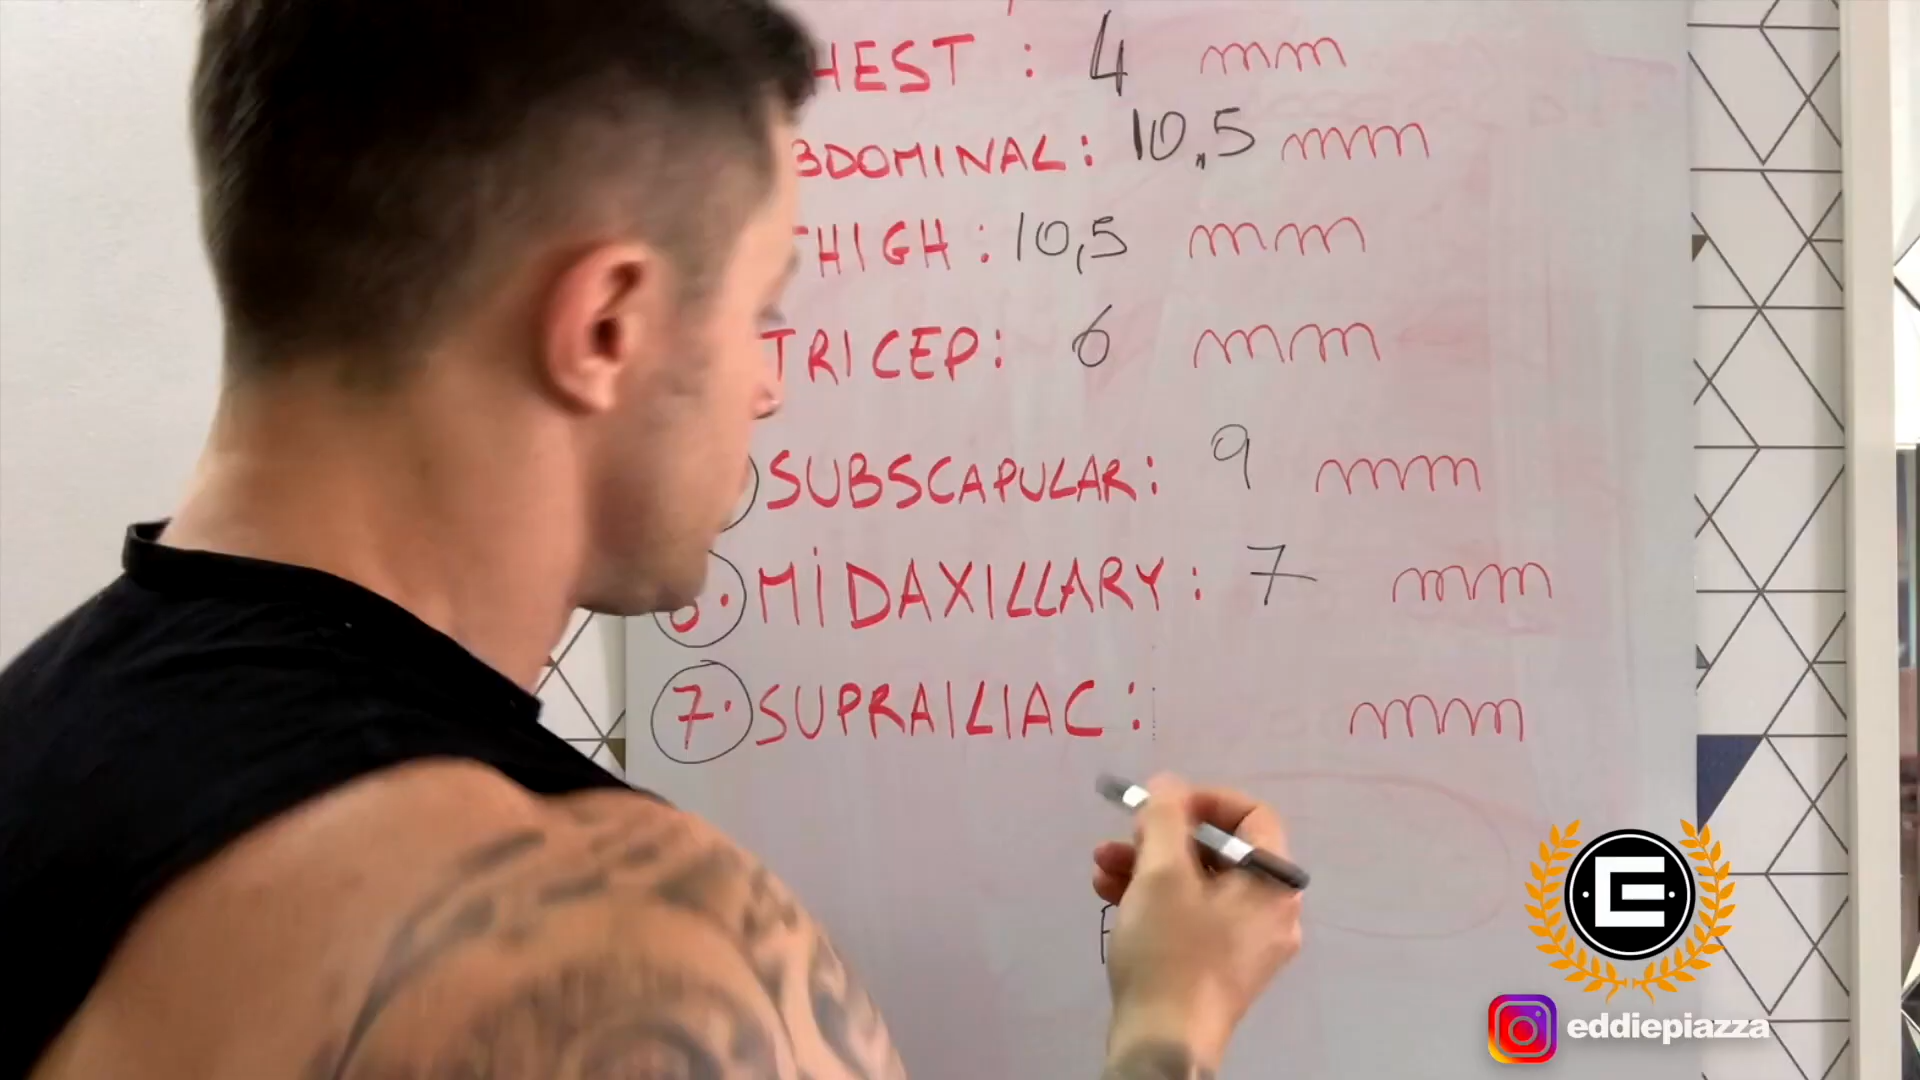 HEST : 4 mm
BDOMINAL: 10,5 mm
THIGH : 10,5 mm
TRICEP: 6 mm
SUBSCAPULAR: 9 mm
6. MIDAXILLARY: 7 mm
7. SUPRAILIAC: mm
E
eddiepiazza